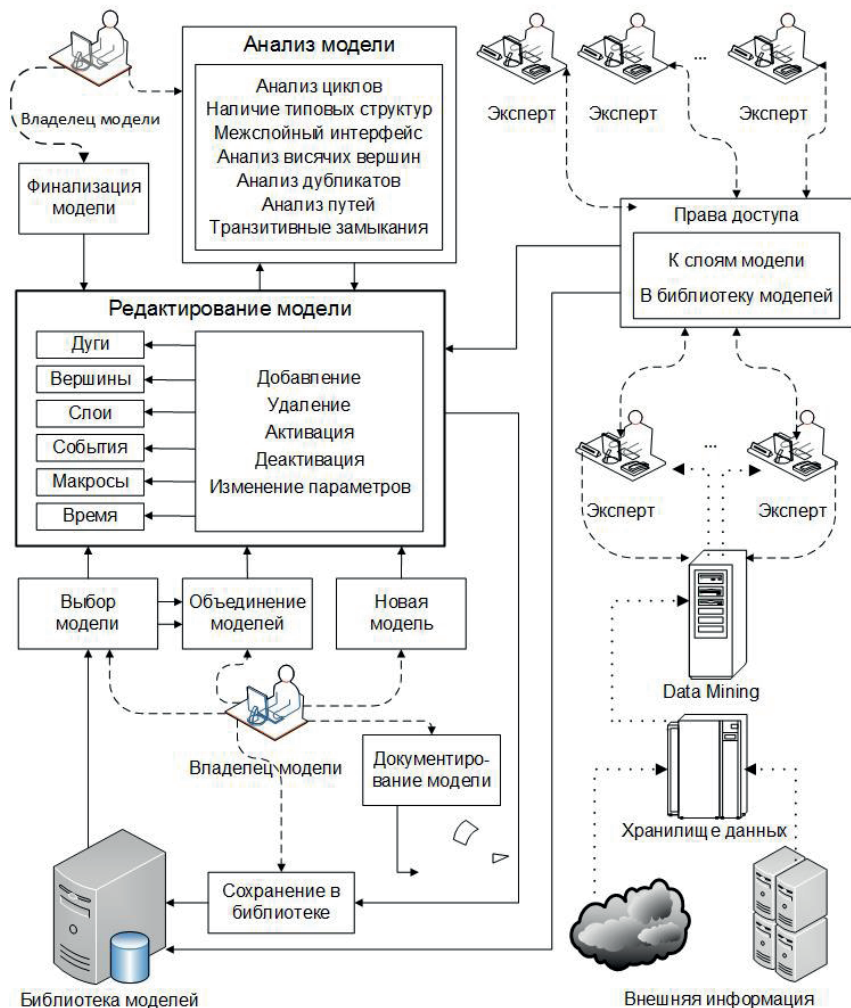 Владелец модели
Анализ модели
Анализ циклов
Наличие типовых структур
Межслойный интерфейс
Анализ висячих вершин
Анализ дубликатов
Анализ путей
Транзитивные замыкания
...
Эксперт
Эксперт
Эксперт
Финализация
модели
Права доступа
К слоям модели
В библиотеку моделей
Редактирование модели
Дуги
Вершины
Слои
События
Макросы
Время
Добавление
Удаление
Активация
Деактивация
Изменение параметров
...
Эксперт
Эксперт
Выбор
модели
Объединение
моделей
Новая
модель
Data Mining
Владелец модели
Документиро-
вание модели
Хранилище данных
Сохранение в
библиотеке
Библиотека моделей
Внешняя информация